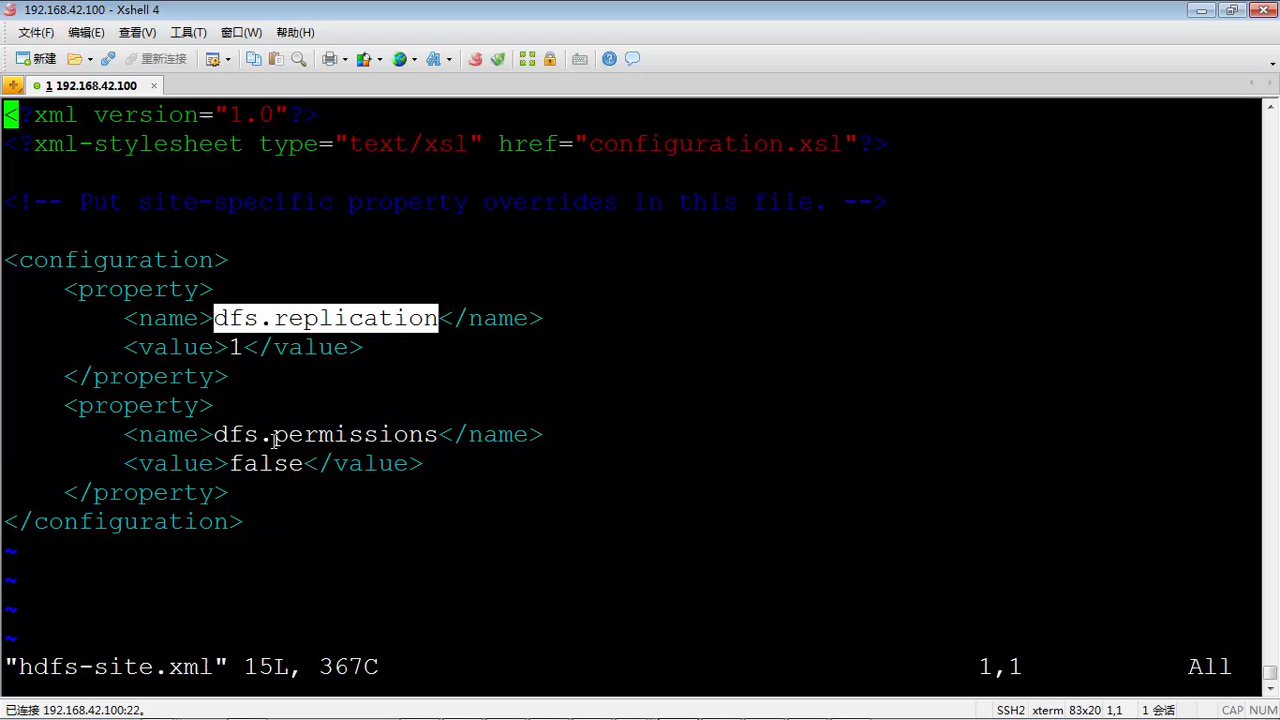 192.168.42.100 - Xshell 4
文件(F) 编辑(E) 查看(V) 工具(T) 窗口(W) 帮助(H)
新建 重新连接
1 192.168.42.100 ×
<?xml version="1.0"?>
<?xml-stylesheet type="text/xsl" href="configuration.xsl"?>
<!-- Put site-specific property overrides in this file. -->
<configuration>
<property>
<name>dfs.replication</name>
<value>1</value>
</property>
<property>
<name>dfs.permissions</name>
<value>false</value>
</property>
</configuration>
~
~
~
~
"hdfs-site.xml" 15L, 367C 1,1 All
已连接 192.168.42.100:22。 SSH2 xterm 83x20 1,1 1 会话 CAP NUM